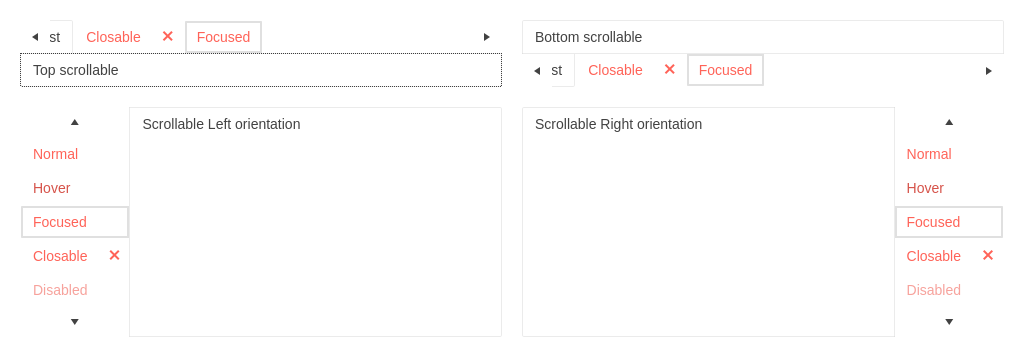 st Closable ✕ Focused
Top scrollable
Bottom scrollable
st Closable ✕ Focused
Normal
Hover
Focused
Closable ✕
Disabled
Scrollable Left orientation
Scrollable Right orientation
Normal
Hover
Focused
Closable ✕
Disabled